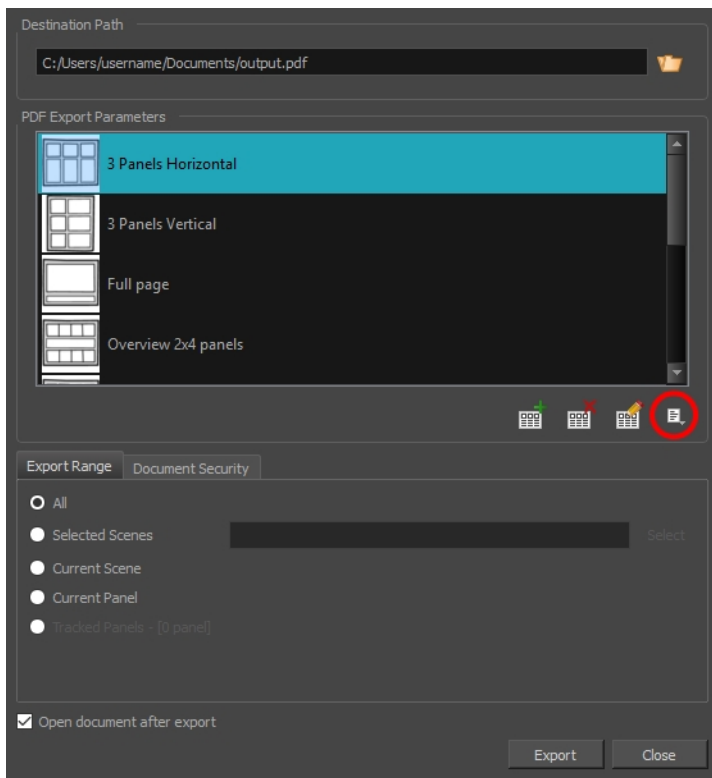 Destination Path
C:/Users/username/Documents/output.pdf
PDF Export Parameters
3 Panels Horizontal
3 Panels Vertical
Full page
Overview 2x4 panels
Export Range
Document Security
All
Selected Scenes
Select
Current Scene
Current Panel
Tracked Panels - [0 panel]
Open document after export
Export
Close